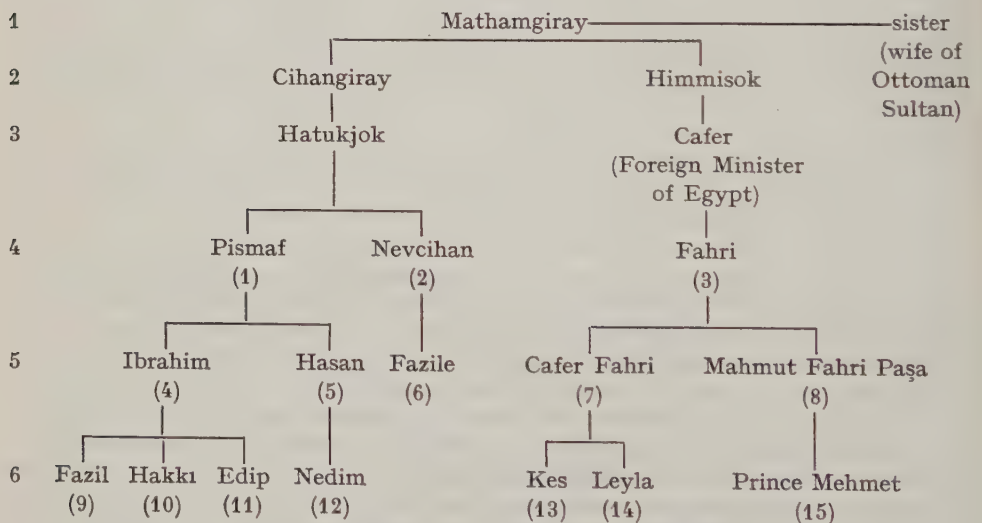 1 Mathamgiray sister
(wife of
2 Cihangiray Himmisok Ottoman
Sultan)
3 Hatukjok Cafer
(Foreign Minister
of Egypt)
4 Pismaf Nevcihan Fahri
(1) (2) (3)
5 Ibrahim Hasan Fazile Cafer Fahri Mahmut Fahri Paşa
(4) (5) (6) (7) (8)
6 Fazil Hakkı Edip Nedim Kes Leyla Prince Mehmet
(9) (10) (11) (12) (13) (14) (15)